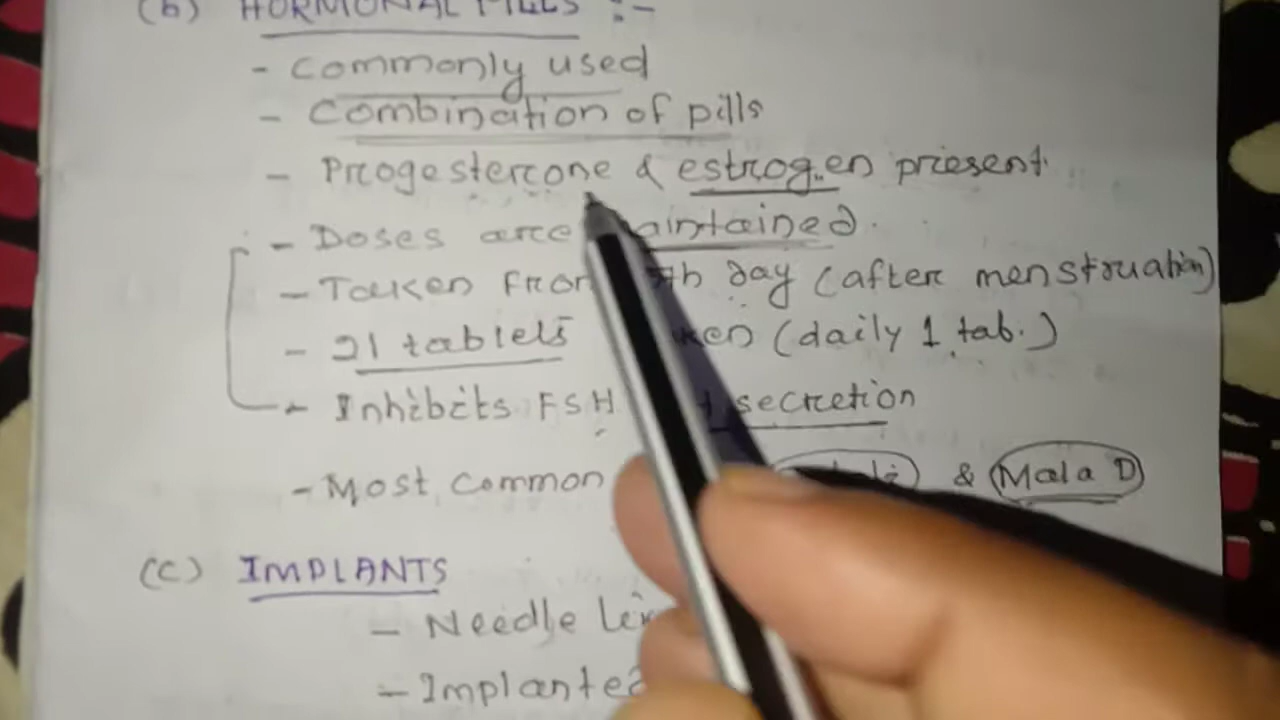 (b) HORMONAL PILLS :-
- Commonly used
- Combination of pills
- Progesterone & estrogen present.
- Doses are maintained.
- Taken from day (after menstruation)
- 21 tablets (daily 1 tab.)
- Inhibits FSH secretion
- Most Common & Mala D
(c) IMPLANTS
- Needle
- Implanted